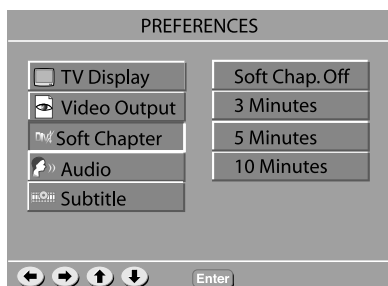 PREFERENCES
TV Display
Video Output
Soft Chapter
Audio
Subtitle
Soft Chap. Off
3 Minutes
5 Minutes
10 Minutes
Enter